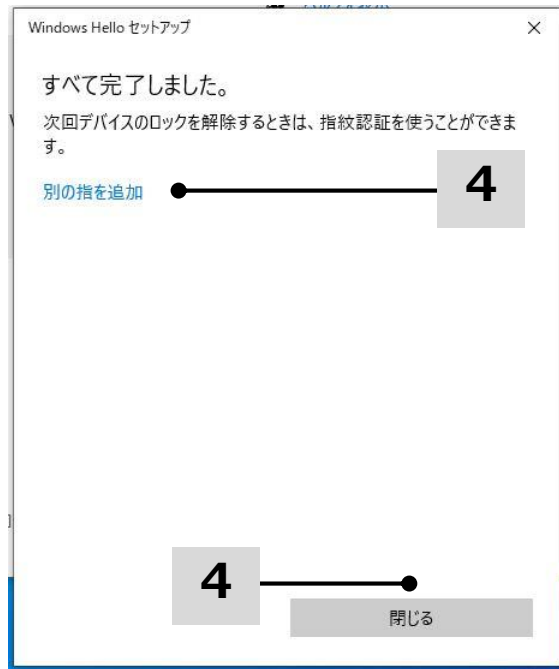 Windows Hello セットアップ
すべて完了しました。
次回デバイスのロックを解除するときは、指紋認証を使うことができま
す。
別の指を追加
4
4
閉じる